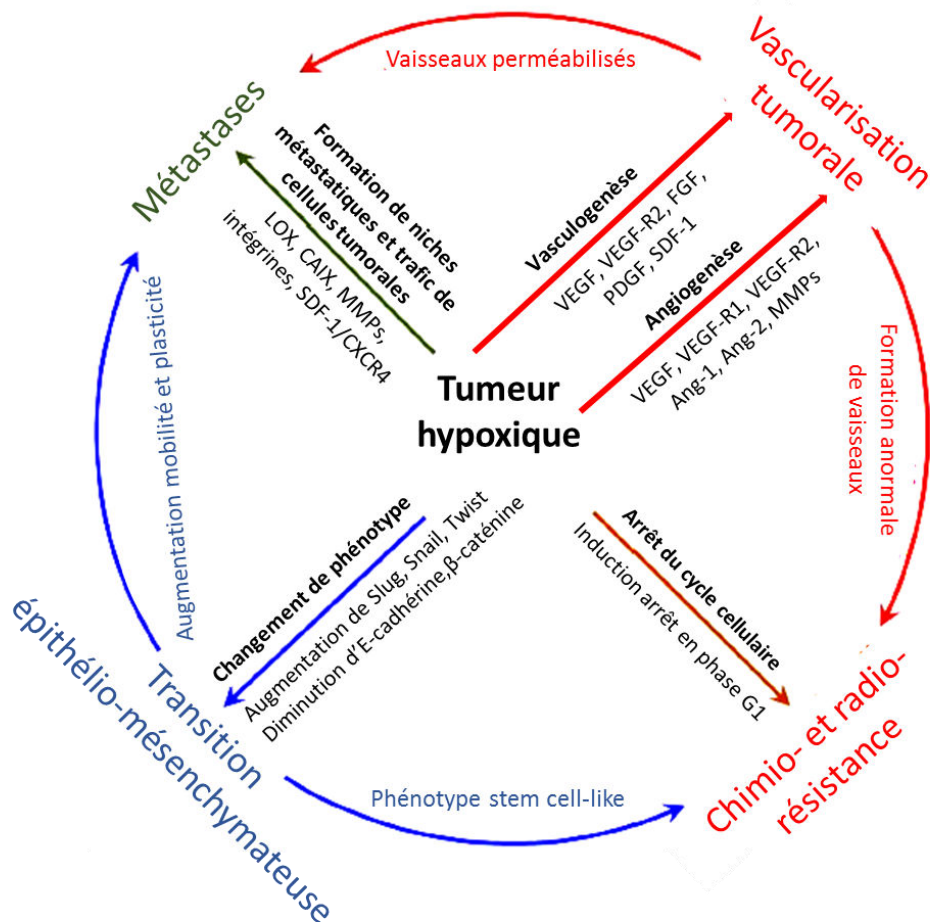 Vaisseaux perméabilisés
Vascularisation
tumorale
Métastases
Formation de niches
métastatiques et trafic de
cellules tumorales
LOX, CAIX, MMPs,
intégrines, SDF-1/CXCR4
Vasculogenèse
VEGF, VEGF-R2, FGF,
PDGF, SDF-1
Angiogenèse
VEGF, VEGF-R1, VEGF-R2,
Ang-1, Ang-2, MMPs
Formation anormale
de vaisseaux
Augmentation mobilité et plasticité
Tumeur
hypoxique
Changement de phénotype
Augmentation de Slug, Snail, Twist
Diminution d'E-cadhérine,β-caténine
Arrêt du cycle cellulaire
Induction arrêt en phase G1
Transition
épithélio-mésenchymateuse
Phénotype stem cell-like
Chimio- et radio-
résistance